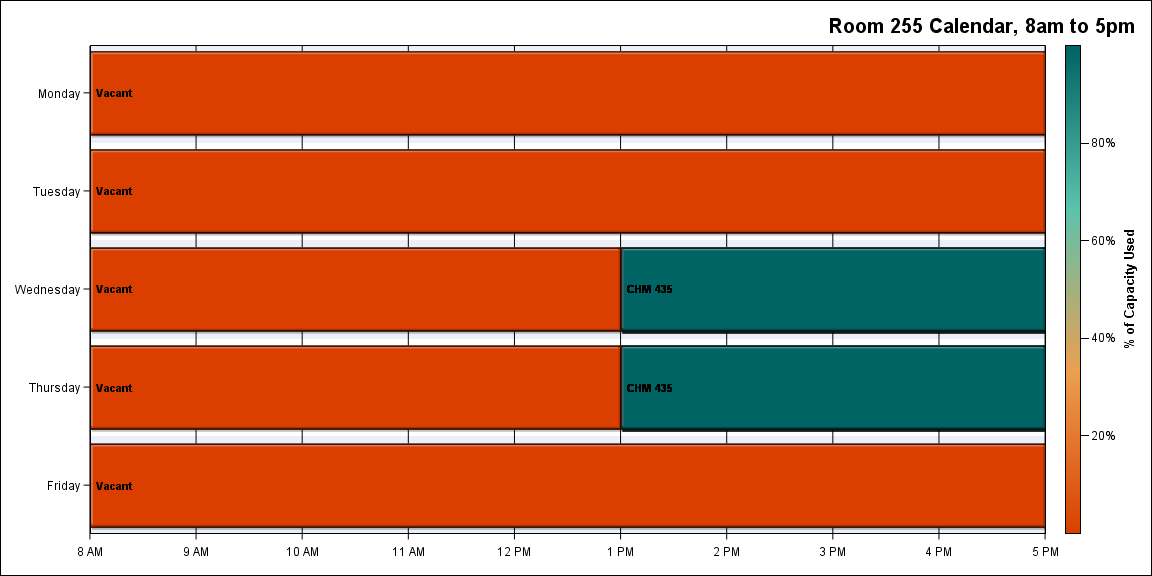 Room 255 Calendar, 8am to 5pm
Monday
Vacant
80%
Tuesday
Vacant
60%
Wednesday
Vacant
CHM 435
% of Capacity Used
40%
Thursday
Vacant
CHM 435
20%
Friday
Vacant
8 AM 9 AM 10 AM 11 AM 12 PM 1 PM 2 PM 3 PM 4 PM 5 PM